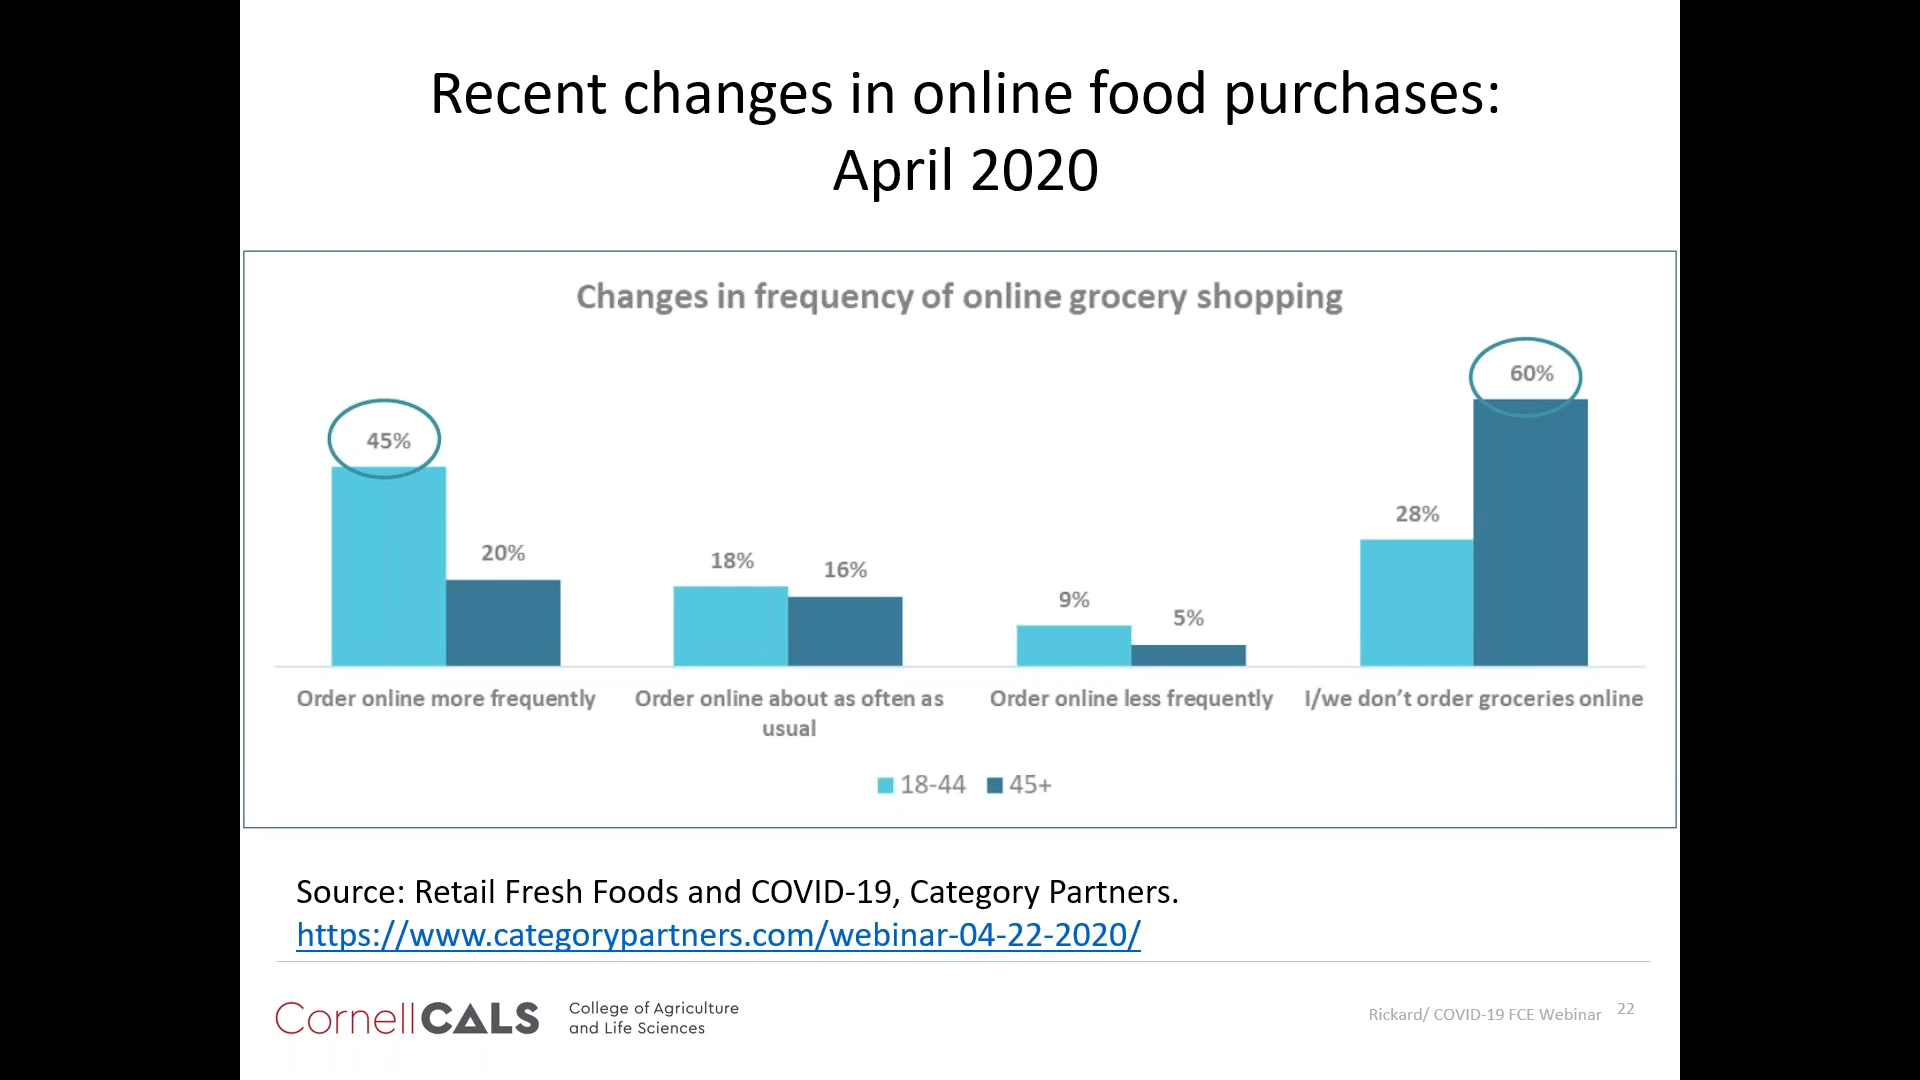 Recent changes in online food purchases:
April 2020
Changes in frequency of online grocery shopping
45%
20%
18%
16%
9%
5%
28%
60%
Order online more frequently
Order online about as often as
usual
Order online less frequently
I/we don’t order groceries online
18-44
45+
Source: Retail Fresh Foods and COVID-19, Category Partners.
https://www.categorypartners.com/webinar-04-22-2020/
CornellCALS
College of Agriculture
and Life Sciences
Rickard/ COVID-19 FCE Webinar
22